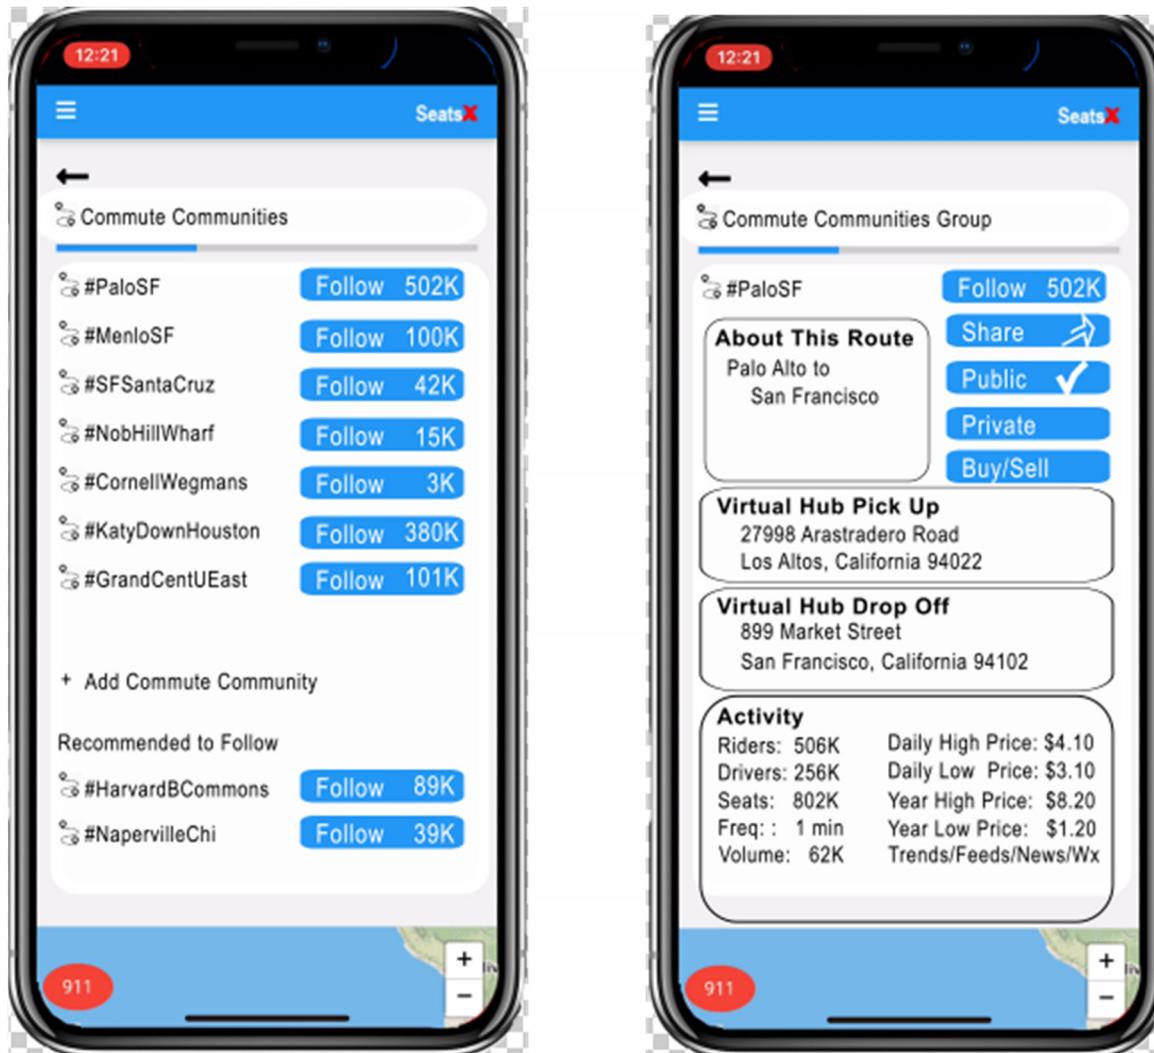 12:21
SeatsX
Commute Communities
#PaloSF Follow 502K
#MenloSF Follow 100K
#SFSantaCruz Follow 42K
#NobHillWharf Follow 15K
#CornellWegmans Follow 3K
#KatyDownHouston Follow 380K
#GrandCentUEast Follow 101K
+ Add Commute Community
Recommended to Follow
#HarvardBCommons Follow 89K
#NapervilleChi Follow 39K
+
911
−
12:21
SeatsX
Commute Communities Group
#PaloSF Follow 502K
Share
Public
Private
Buy/Sell
About This Route
Palo Alto to
San Francisco
Virtual Hub Pick Up
27998 Arastradero Road
Los Altos, California 94022
Virtual Hub Drop Off
899 Market Street
San Francisco, California 94102
Activity
Riders: 506K Daily High Price: $4.10
Drivers: 256K Daily Low Price: $3.10
Seats: 802K Year High Price: $8.20
Freq: : 1 min Year Low Price: $1.20
Volume: 62K Trends/Feeds/News/Wx
+
911
−